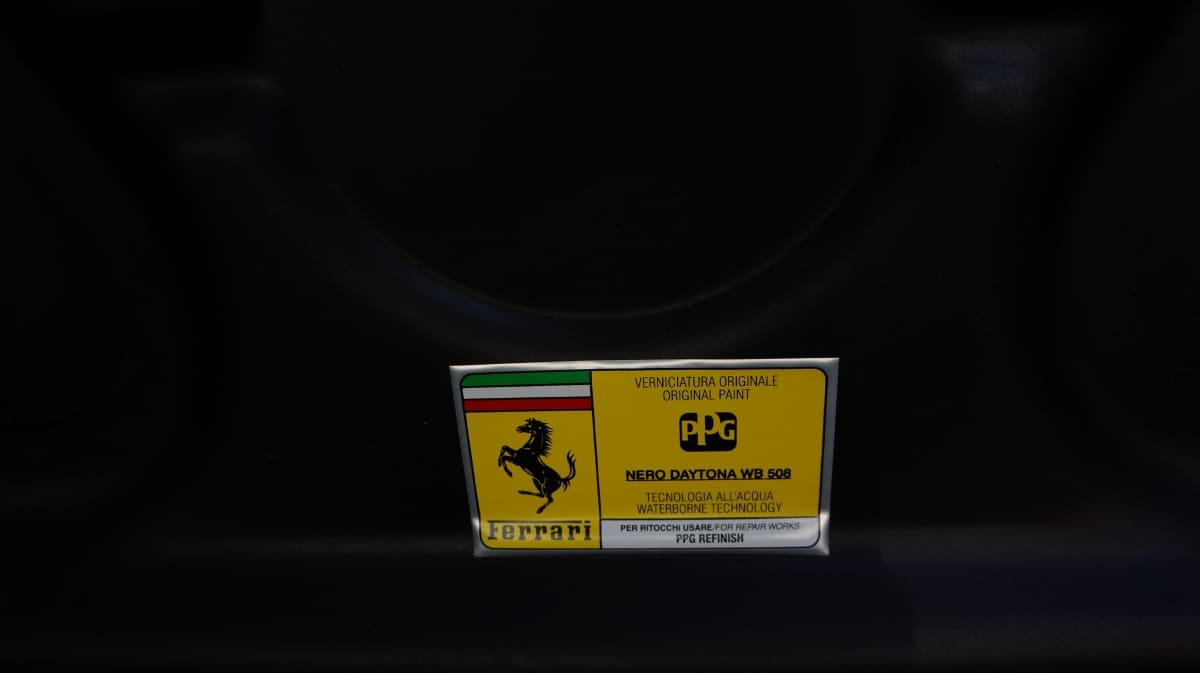 VERNICIATURA ORIGINALE
ORIGINAL PAINT
PPG
NERO DAYTONA WB 508
TECNOLOGIA ALL'ACQUA
WATERBORNE TECHNOLOGY
Ferrari
PER RITOCCHI USARE/FOR REPAIR WORKS
PPG REFINISH